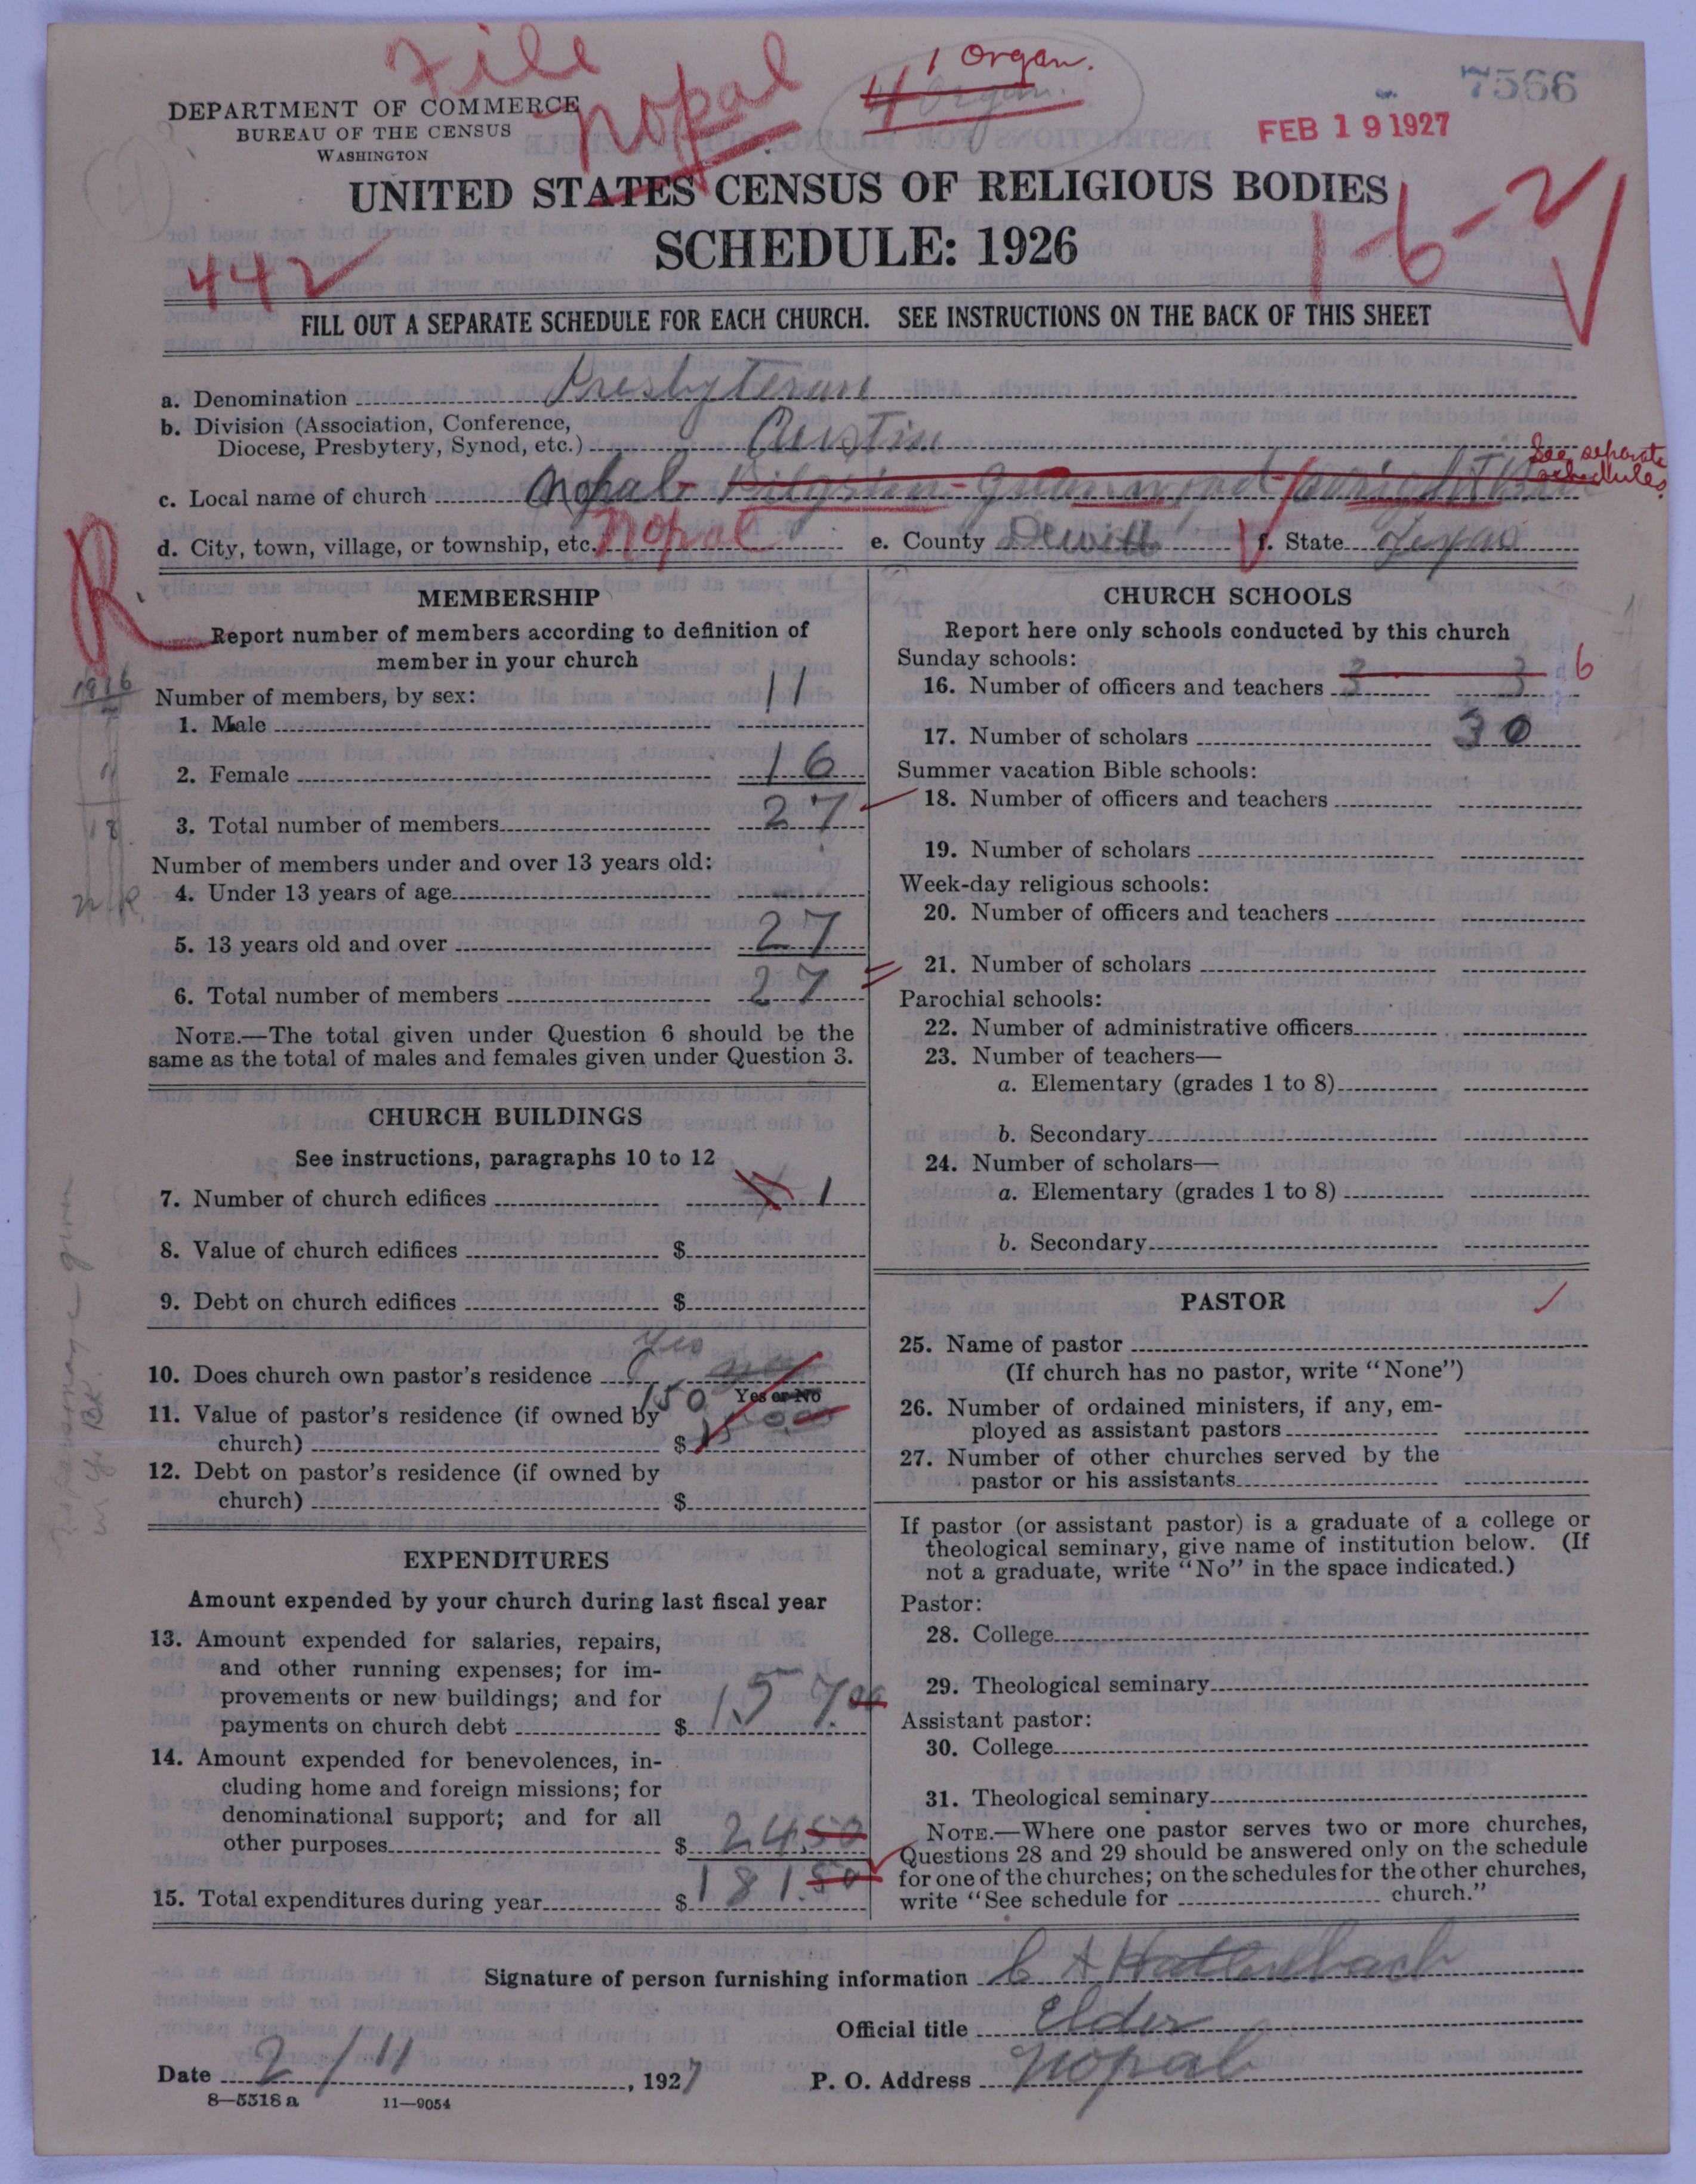 File
Nopal
1 Organ.
4 Organ.
7566
FEB 19 1927
DEPARTMENT OF COMMERCE
BUREAU OF THE CENSUS
WASHINGTON
UNITED STATES CENSUS OF RELIGIOUS BODIES
SCHEDULE: 1926
442
1-6-2
FILL OUT A SEPARATE SCHEDULE FOR EACH CHURCH. SEE INSTRUCTIONS ON THE BACK OF THIS SHEET
a. Denomination Presbyterian
b. Division (Association, Conference,
Diocese, Presbytery, Synod, etc.) Austin
See separate
schedules.
c. Local name of church Nopal- Pilgrim-
d. City, town, village, or township, etc. Nopal e. County Dewitt f. State Texas
R
MEMBERSHIP
Report number of members according to definition of
member in your church
1916
Number of members, by sex:
1. Male 11
2. Female 16
3. Total number of members 27
Number of members under and over 13 years old:
4. Under 13 years of age
5. 13 years old and over 27
6. Total number of members 27
NOTE.—The total given under Question 6 should be the
same as the total of males and females given under Question 3.
CHURCH BUILDINGS
See instructions, paragraphs 10 to 12
7. Number of church edifices 1
8. Value of church edifices $
9. Debt on church edifices $
10. Does church own pastor's residence Yes
Yes or No
11. Value of pastor's residence (if owned by
church) $ 150
12. Debt on pastor's residence (if owned by
church) $
EXPENDITURES
Amount expended by your church during last fiscal year
13. Amount expended for salaries, repairs,
and other running expenses; for im-
provements or new buildings; and for
payments on church debt $ 157.00
14. Amount expended for benevolences, in-
cluding home and foreign missions; for
denominational support; and for all
other purposes $ 24.50
15. Total expenditures during year $ 181.50
CHURCH SCHOOLS
Report here only schools conducted by this church
Sunday schools:
16. Number of officers and teachers 3 3 6
17. Number of scholars 30
Summer vacation Bible schools:
18. Number of officers and teachers
19. Number of scholars
Week-day religious schools:
20. Number of officers and teachers
21. Number of scholars
Parochial schools:
22. Number of administrative officers
23. Number of teachers—
a. Elementary (grades 1 to 8)
b. Secondary
24. Number of scholars—
a. Elementary (grades 1 to 8)
b. Secondary
PASTOR
25. Name of pastor
(If church has no pastor, write "None")
26. Number of ordained ministers, if any, em-
ployed as assistant pastors
27. Number of other churches served by the
pastor or his assistants
If pastor (or assistant pastor) is a graduate of a college or
theological seminary, give name of institution below. (If
not a graduate, write "No" in the space indicated.)
Pastor:
28. College
29. Theological seminary
Assistant pastor:
30. College
31. Theological seminary
NOTE.—Where one pastor serves two or more churches,
Questions 28 and 29 should be answered only on the schedule
for one of the churches; on the schedules for the other churches,
write "See schedule for church."
Signature of person furnishing information C A Hattenbach
Official title Elder
Date 2/11, 1927 P. O. Address Nopal
8—5518 a 11—9054